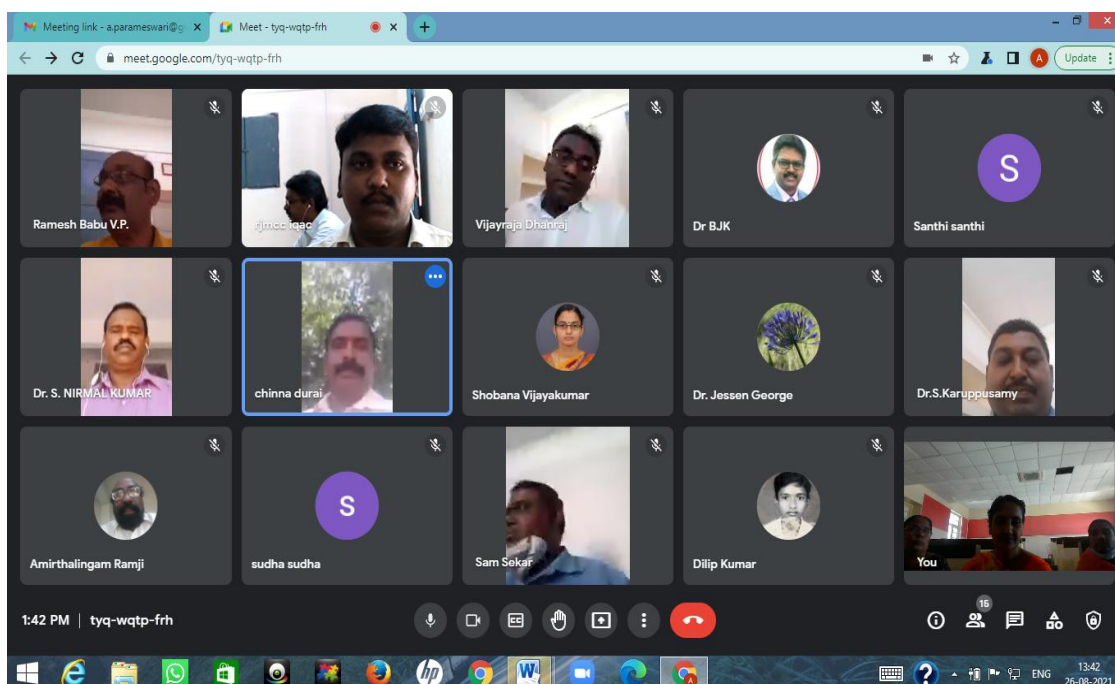 Meeting link - a.parameswari@g
Meet - tyq-wqtp-frh
meet.google.com/tyq-wqtp-frh
A
Update
Ramesh Babu V.P.
rjmcc iqac
Vijayraja Dhanraj
Dr BJK
S
Santhi santhi
Dr. S. NIRMAL KUMAR
chinna durai
Shobana Vijayakumar
Dr. Jessen George
Dr.S.Karuppusamy
Amirthalingam Ramji
S
sudha sudha
Sam Sekar
Dilip Kumar
You
1:42 PM | tyq-wqtp-frh
CC
15
hp
W
ENG
13:42
26-08-2021